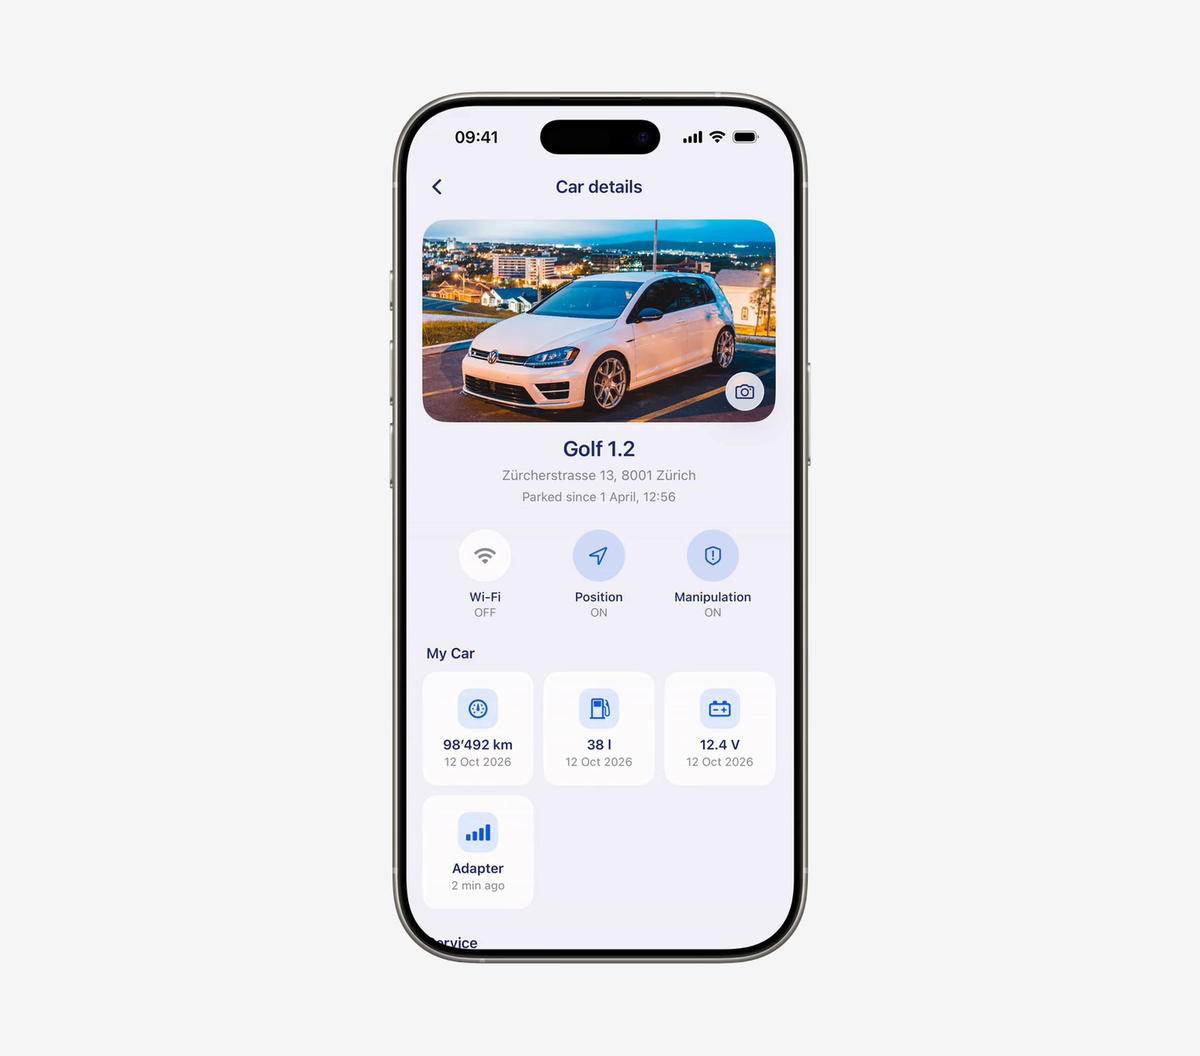 09:41
Car details
Golf 1.2
Zürcherstrasse 13, 8001 Zürich
Parked since 1 April, 12:56
Wi-Fi
OFF
Position
ON
Manipulation
ON
My Car
98’492 km
12 Oct 2026
38 l
12 Oct 2026
12.4 V
12 Oct 2026
Adapter
2 min ago
ervice